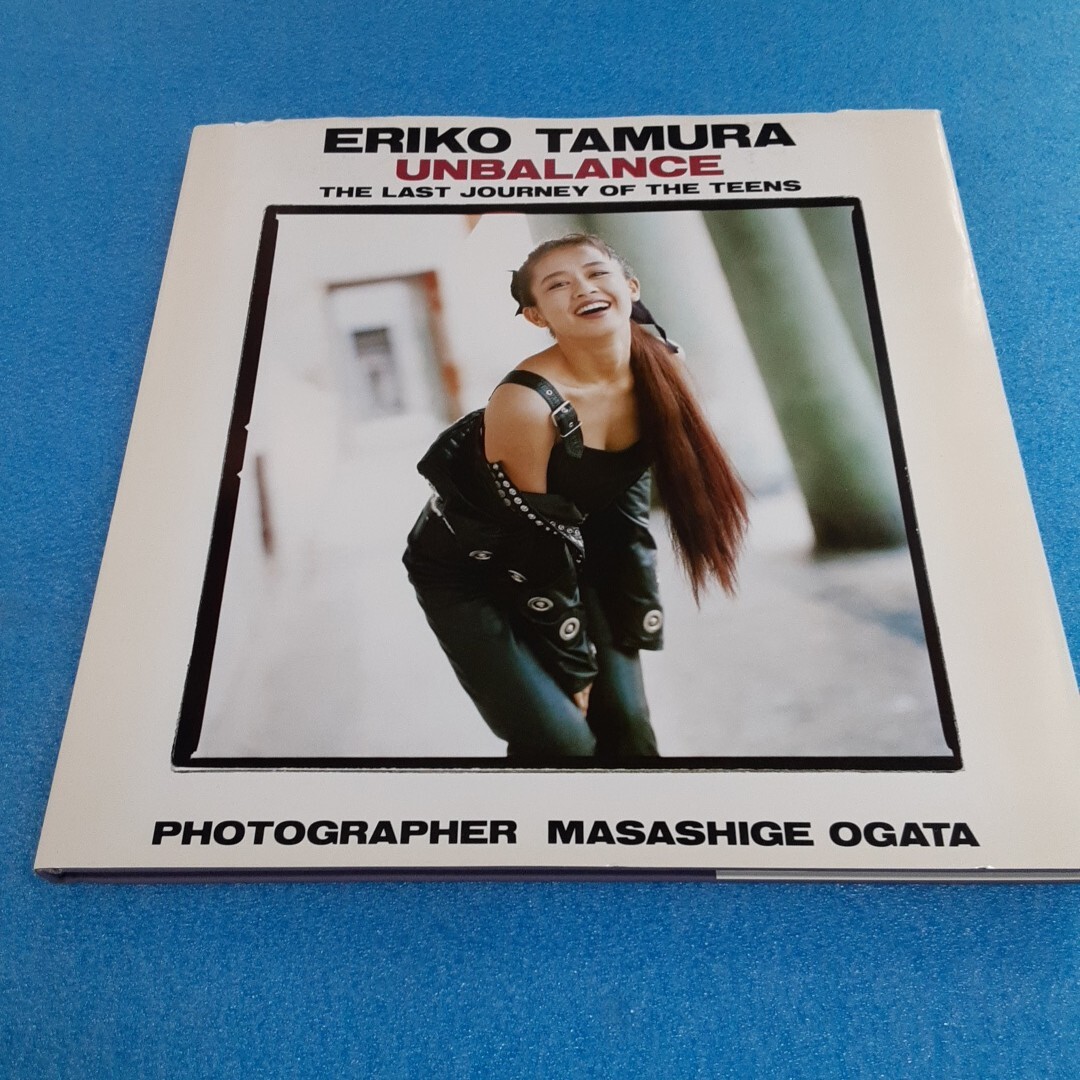 ERIKO TAMURA
UNBALANCE
THE LAST JOURNEY OF THE TEENS
PHOTOGRAPHER MASASHIGE OGATA